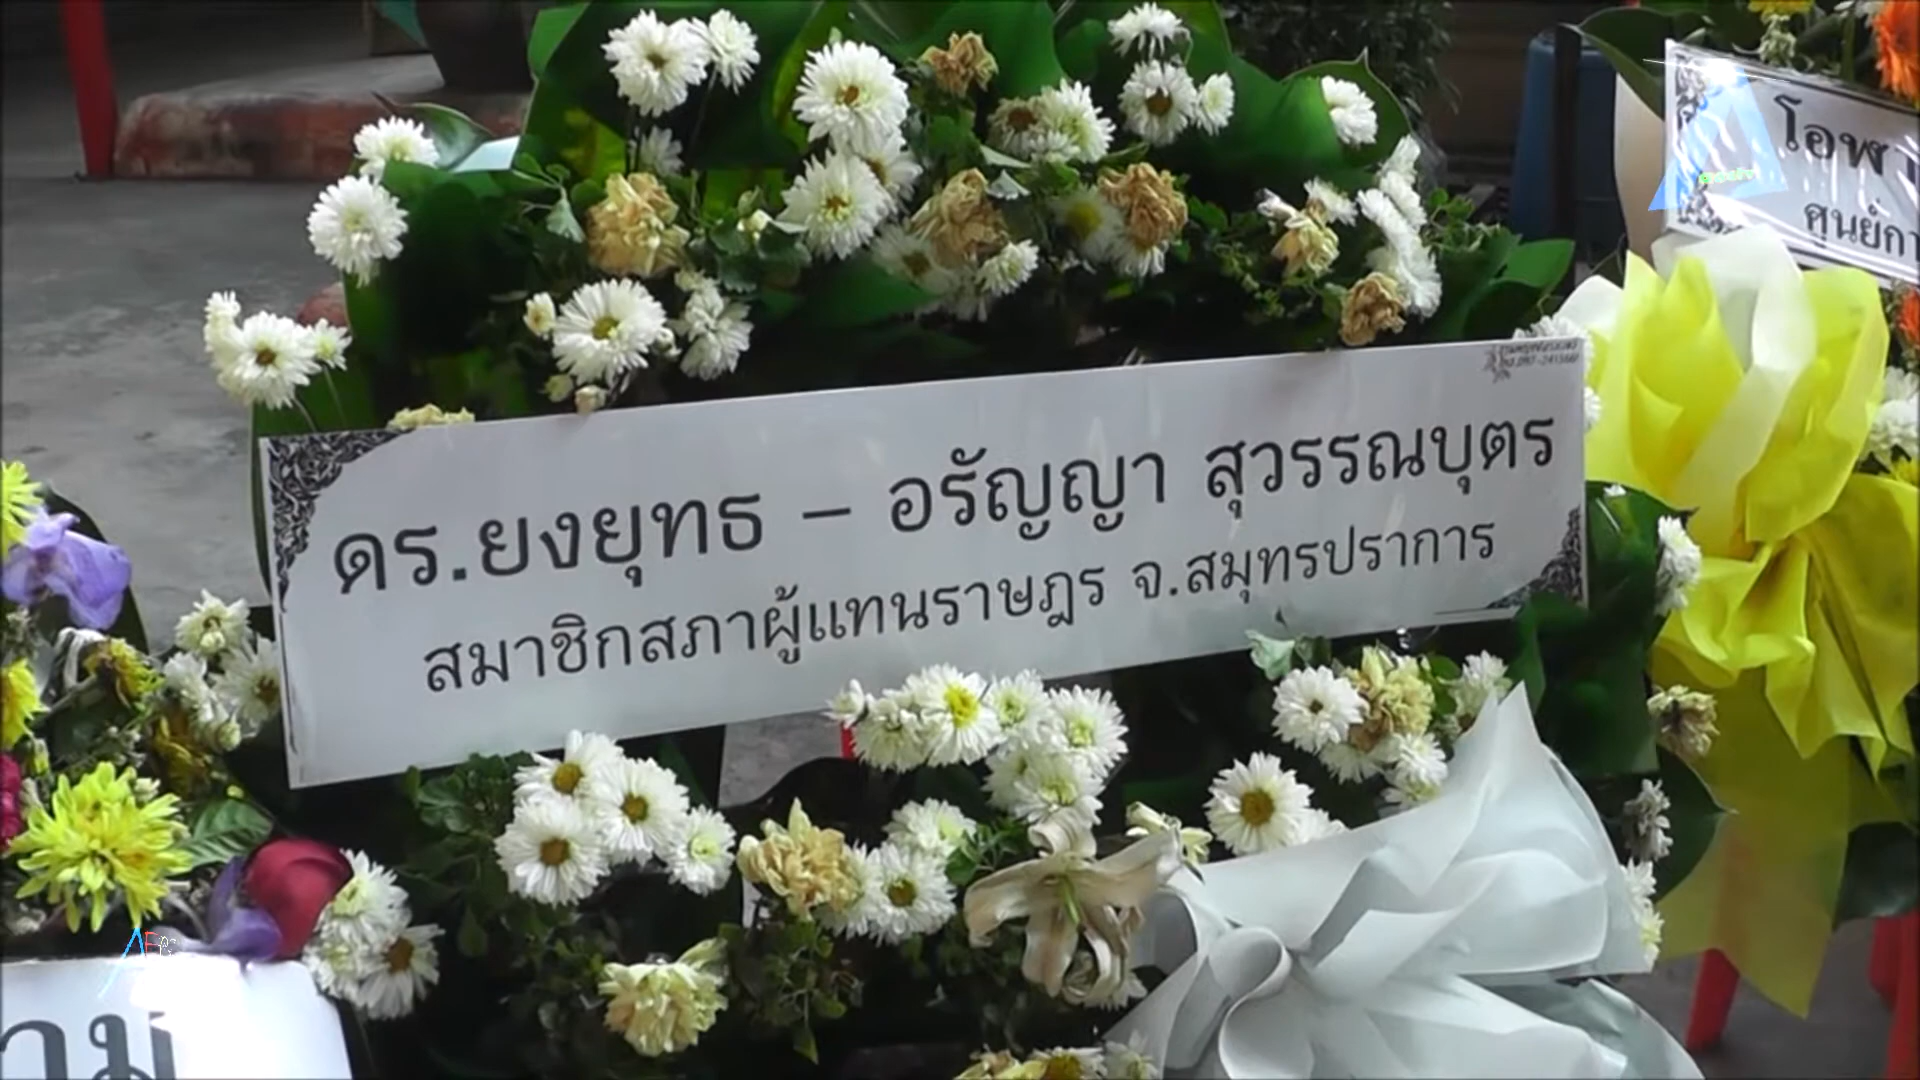 ดร.ยงยุทธ – อรัญญา สุวรรณบุตร
สมาชิกสภาผู้แทนราษฎร จ.สมุทรปราการ